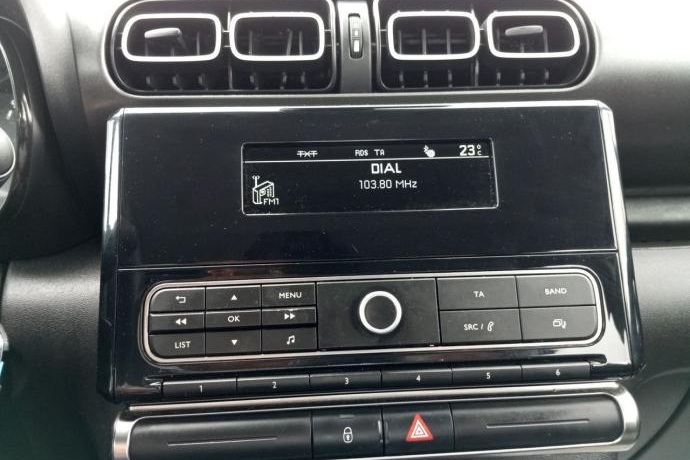 TXT RDS TA 23°C
DIAL
103.80 MHz
FM1
MENU
TA BAND
OK
SRC /
LIST
1 2 3 4 5 6